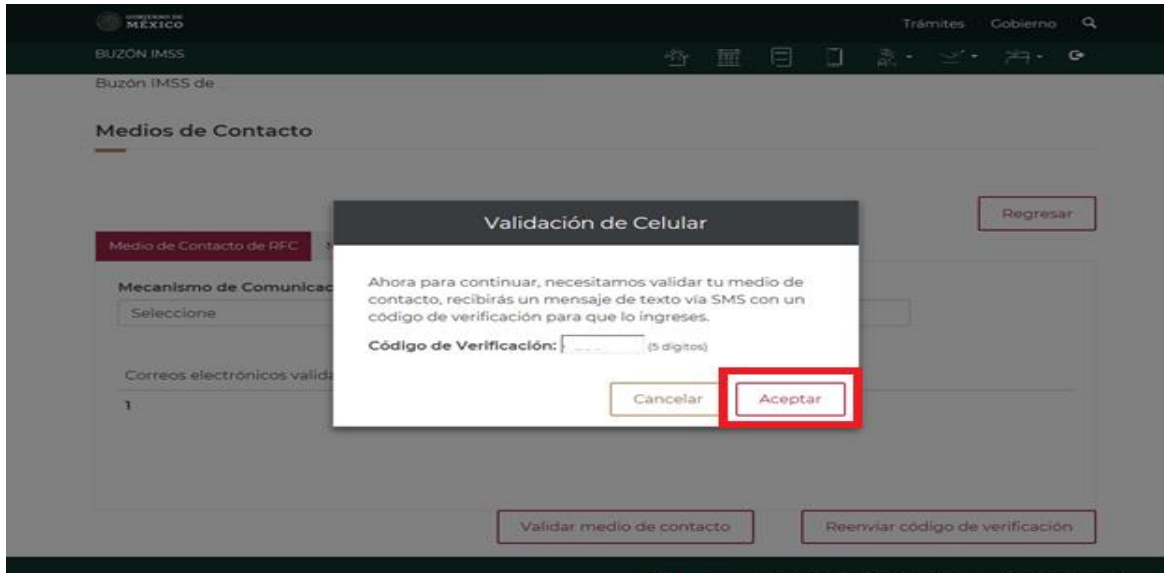 GOBIERNO DE
MÉXICO
Trámites Gobierno
BUZÓN IMSS
Buzón IMSS de
Medios de Contacto
Regresar
Validación de Celular
Medio de Contacto de RFC
Ahora para continuar, necesitamos validar tu medio de
contacto, recibirás un mensaje de texto vía SMS con un
código de verificación para que lo ingreses.
Mecanismo de Comunicac
Seleccione
Código de Verificación: (5 dígitos)
Correos electrónicos valida
1
Cancelar Aceptar
Validar medio de contacto Reenviar código de verificación